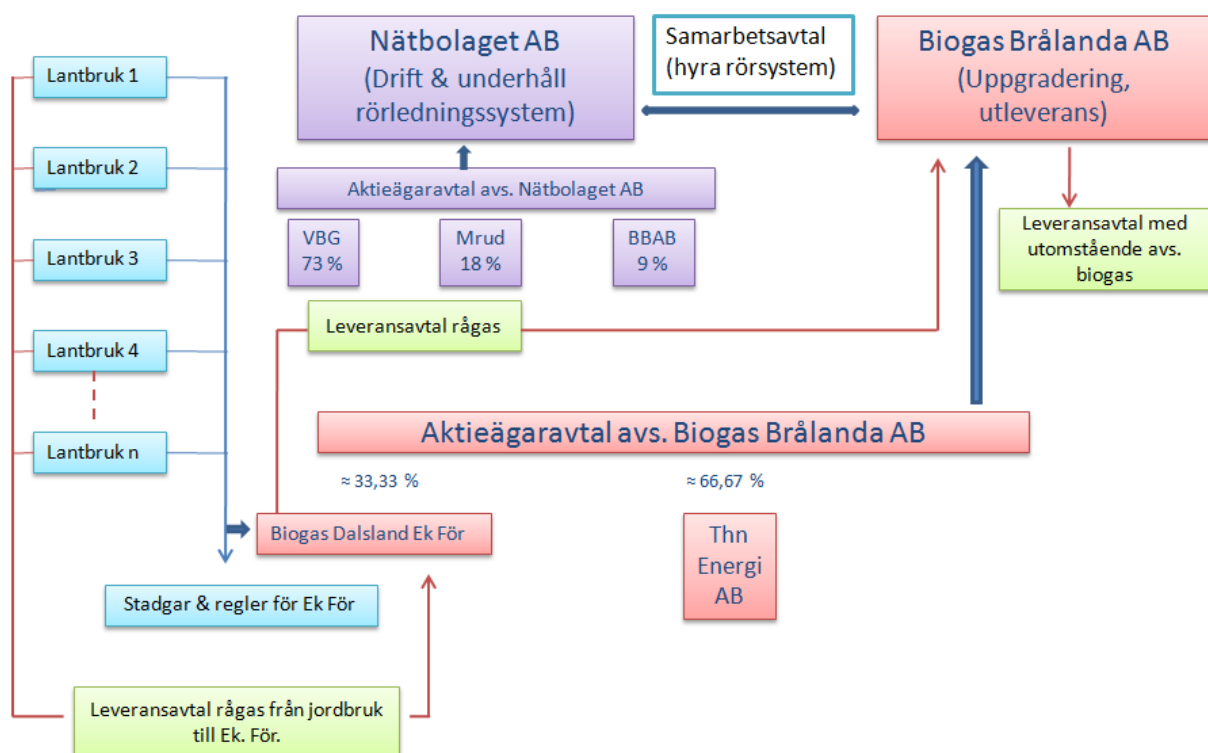 Lantbruk 1
Lantbruk 2
Lantbruk 3
Lantbruk 4
Lantbruk n
Nätbolaget AB
(Drift & underhåll
rörledningssystem)
Samarbetsavtal
(hyra rörsystem)
Biogas Brålanda AB
(Uppgradering,
utleverans)
Aktieägaravtal avs. Nätbolaget AB
VBG
73 %
Mrud
18 %
BBAB
9 %
Leveransavtal med
utomstående avs.
biogas
Leveransavtal rågas
Aktieägaravtal avs. Biogas Brålanda AB
≈ 33,33 %
≈ 66,67 %
Biogas Dalsland Ek För
Thn
Energi
AB
Stadgar & regler för Ek För
Leveransavtal rågas från jordbruk
till Ek. För.